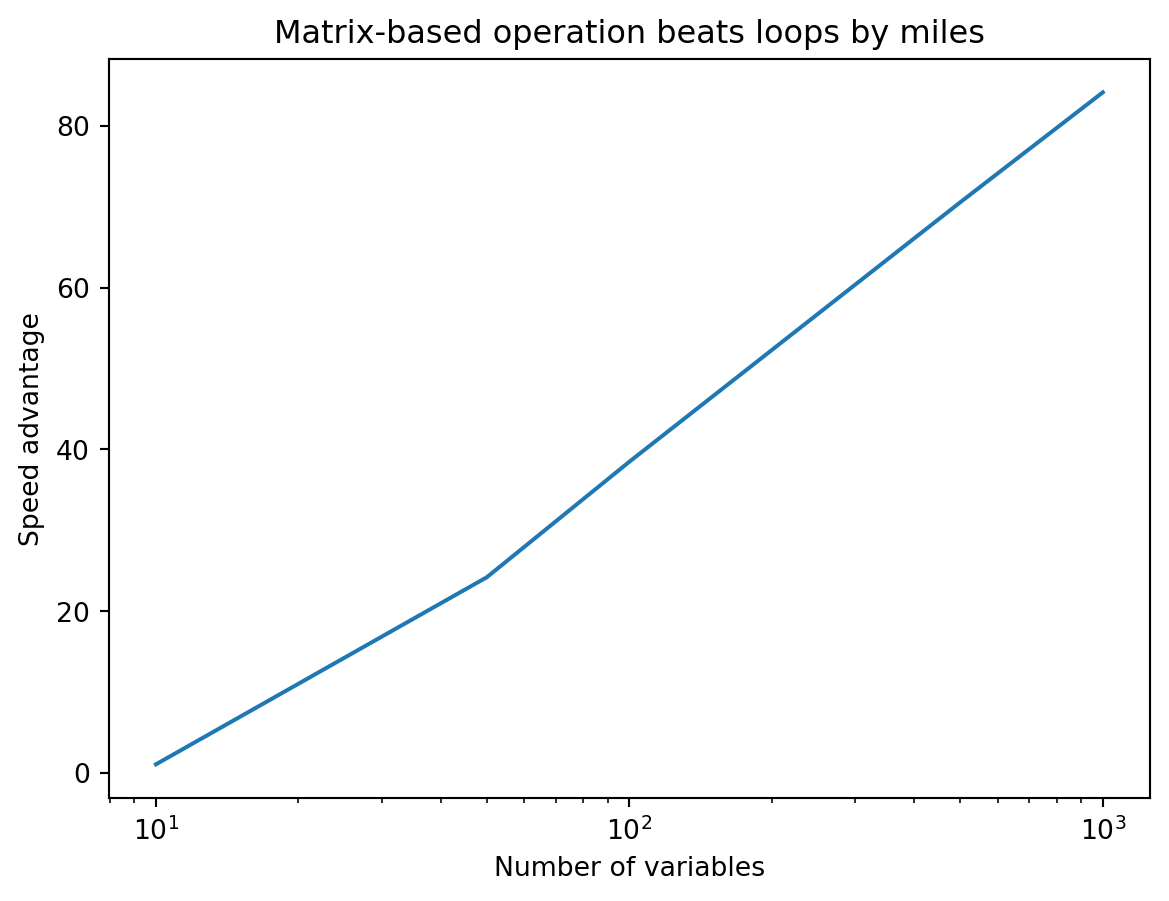 Matrix-based operation beats loops by miles
Speed advantage
80
60
40
20
0
10¹ 10² 10³
Number of variables